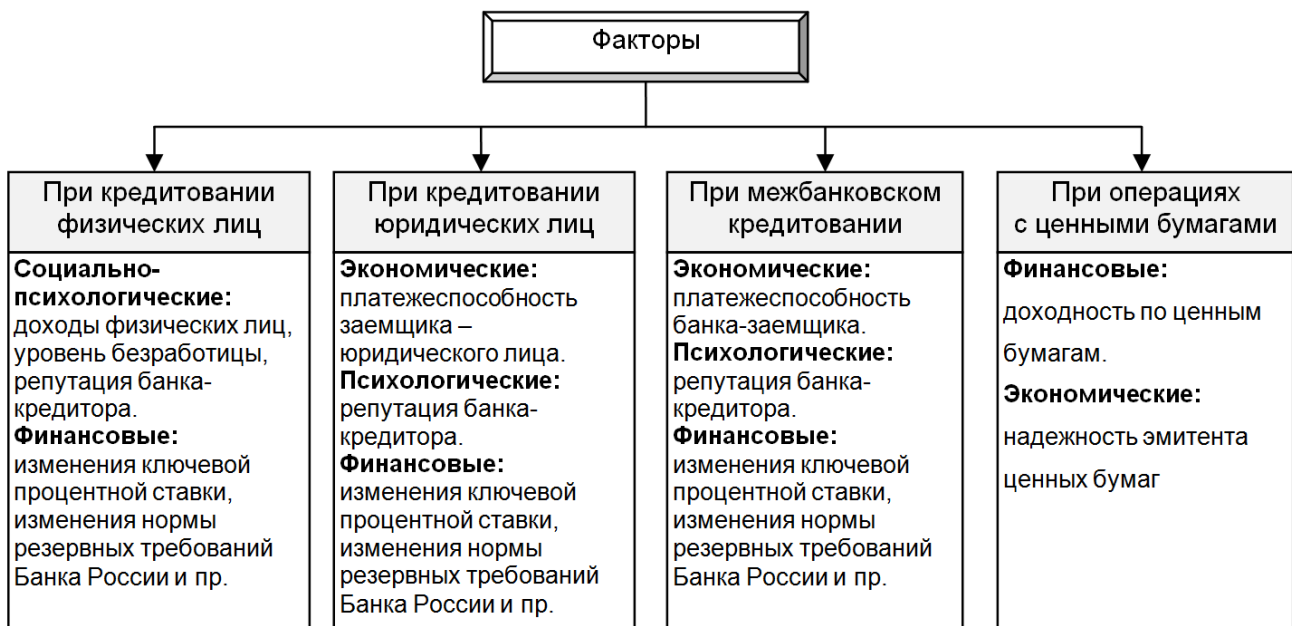 Факторы
При кредитовании
физических лиц
Социально-
психологические:
доходы физических лиц,
уровень безработицы,
репутация банка-
кредитора.
Финансовые:
изменения ключевой
процентной ставки,
изменения нормы
резервных требований
Банка России и пр.
При кредитовании
юридических лиц
Экономические:
платежеспособность
заемщика –
юридического лица.
Психологические:
репутация банка-
кредитора.
Финансовые:
изменения ключевой
процентной ставки,
изменения нормы
резервных требований
Банка России и пр.
При межбанковском
кредитовании
Экономические:
платежеспособность
банка-заемщика.
Психологические:
репутация банка-
кредитора.
Финансовые:
изменения ключевой
процентной ставки,
изменения нормы
резервных требований
Банка России и пр.
При операциях
с ценными бумагами
Финансовые:
доходность по ценным
бумагам.
Экономические:
надежность эмитента
ценных бумаг